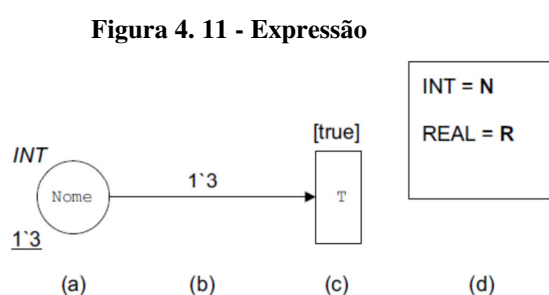 Figura 4. 11 - Expressão
INT = N
REAL = R
[true]
INT
1`3
Nome
T
1`3
(a) (b) (c) (d)